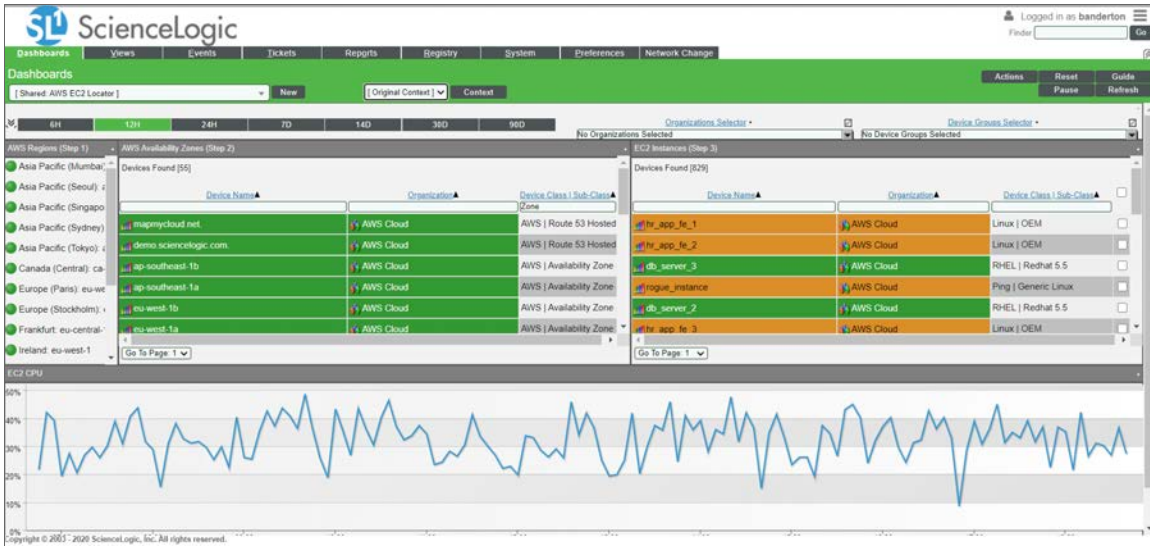 SL1 ScienceLogic
Logged in as banderton
Finder Go
Dashboards Views Events Tickets Reports Registry System Preferences Network Change
Dashboards
Actions Reset Guide
[ Shared: AWS EC2 Locator ] New [ Original Context ] Context Pause Refresh
6H 12H 24H 7D 14D 30D 90D
Organizations Selector Device Groups Selector
No Organizations Selected No Device Groups Selected
AWS Regions (Step 1)
Asia Pacific (Mumbai)
Asia Pacific (Seoul):
Asia Pacific (Singapo
Asia Pacific (Sydney)
Asia Pacific (Tokyo):
Canada (Central): ca-
Europe (Paris): eu-we
Europe (Stockholm):
Frankfurt: eu-central-
Ireland: eu-west-1
AWS Availability Zones (Step 2)
Devices Found [55]
Device Name Organization Device Class | Sub-Class
Zone
mapmycloud.net. AWS Cloud AWS | Route 53 Hosted
demo.sciencelogic.com. AWS Cloud AWS | Route 53 Hosted
ap-southeast-1b AWS Cloud AWS | Availability Zone
ap-southeast-1a AWS Cloud AWS | Availability Zone
eu-west-1b AWS Cloud AWS | Availability Zone
eu-west-1a AWS Cloud AWS | Availability Zone
Go To Page: 1
EC2 Instances (Step 3)
Devices Found [829]
Device Name Organization Device Class | Sub-Class
hr_app_fe_1 AWS Cloud Linux | OEM
hr_app_fe_2 AWS Cloud Linux | OEM
db_server_3 AWS Cloud RHEL | Redhat 5.5
rogue_instance AWS Cloud Ping | Generic Linux
db_server_2 AWS Cloud RHEL | Redhat 5.5
hr_app_fe_3 AWS Cloud Linux | OEM
Go To Page: 1
EC2 CPU
50%
40%
30%
20%
10%
0%
Copyright © 2003 - 2020 ScienceLogic, Inc. All rights reserved.